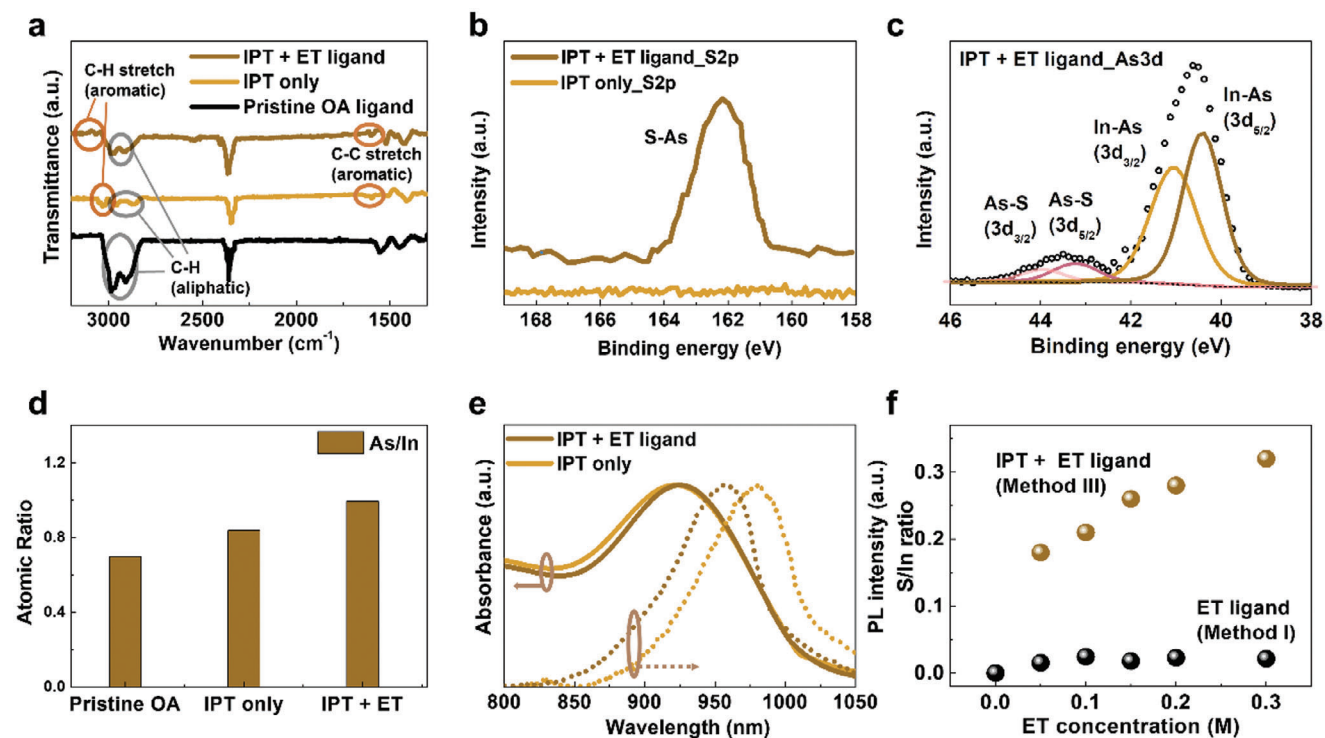 a
IPT + ET ligand
IPT only
Pristine OA ligand
C-H stretch
(aromatic)
C-C stretch
(aromatic)
C-H
(aliphatic)
Transmittance (a.u.)
3000
2500
2000
1500
Wavenumber (cm⁻¹)
b
IPT + ET ligand_S2p
IPT only_S2p
S-As
Intensity (a.u.)
168
166
164
162
160
158
Binding energy (eV)
c
IPT + ET ligand_As3d
In-As
(3d5/2)
In-As
(3d3/2)
As-S
(3d3/2)
As-S
(3d5/2)
Intensity (a.u.)
46
44
42
40
38
Binding energy (eV)
d
As/In
Atomic Ratio
1.2
0.8
0.4
0.0
Pristine OA
IPT only
IPT + ET
e
IPT + ET ligand
IPT only
Absorbance (a.u.)
PL intensity (a.u.)
800
850
900
950
1000
1050
Wavelength (nm)
f
IPT + ET ligand
(Method III)
ET ligand
(Method I)
S/In ratio
0.3
0.2
0.1
0.0
0.0
0.1
0.2
0.3
ET concentration (M)